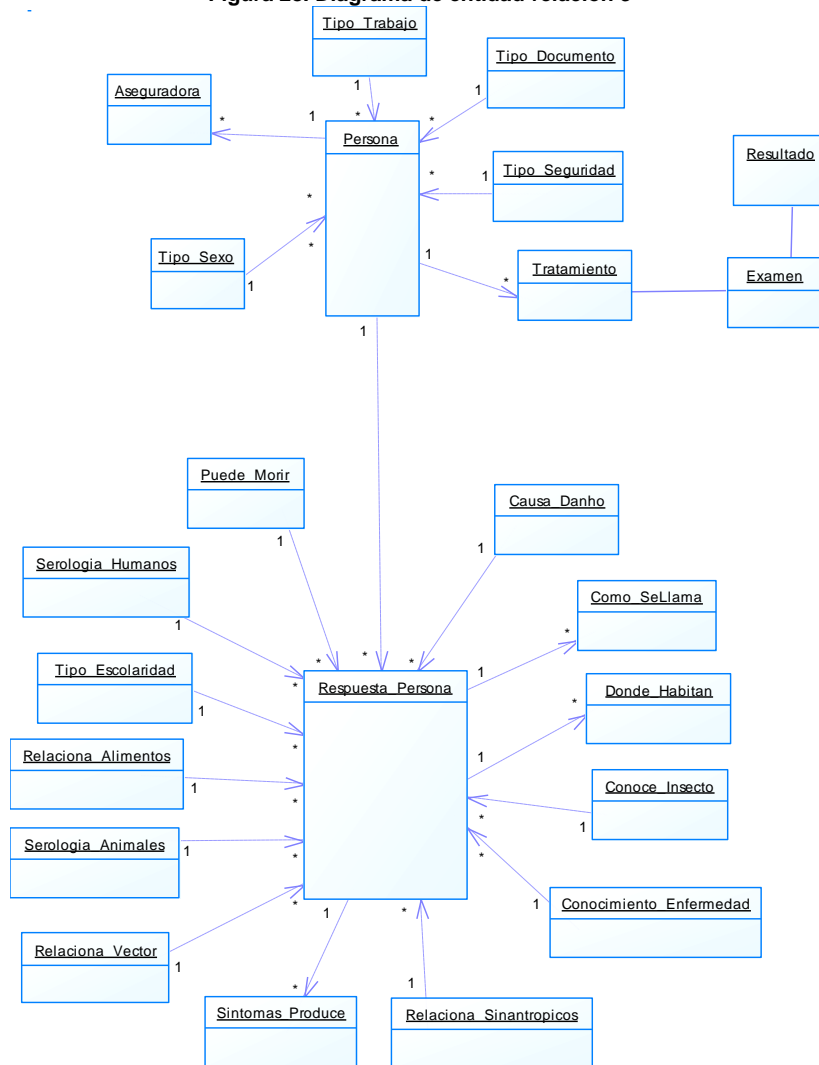 Figura Diagrama de entidad relación
Tipo_Trabajo
Tipo_Documento
1
1
Aseguradora
*
1
*
*
Persona
Resultado
Tipo_Seguridad
*
1
*
*
Tipo_Sexo
1
1
*
Tratamiento
Examen
1
Puede_Morir
1
Causa_Danho
1
Serologia_Humanos
1
Como_SeLlama
*
1
*
*
*
*
Respuesta_Persona
Tipo_Escolaridad
1
*
Donde_Habitan
*
1
Relaciona_Alimentos
1
*
Conoce_Insecto
1
*
Serologia_Animales
1
*
*
Conocimiento_Enfermedad
1
*
1
*
Relaciona_Vector
1
*
1
Sintomas_Produce
Relaciona_Sinantropicos